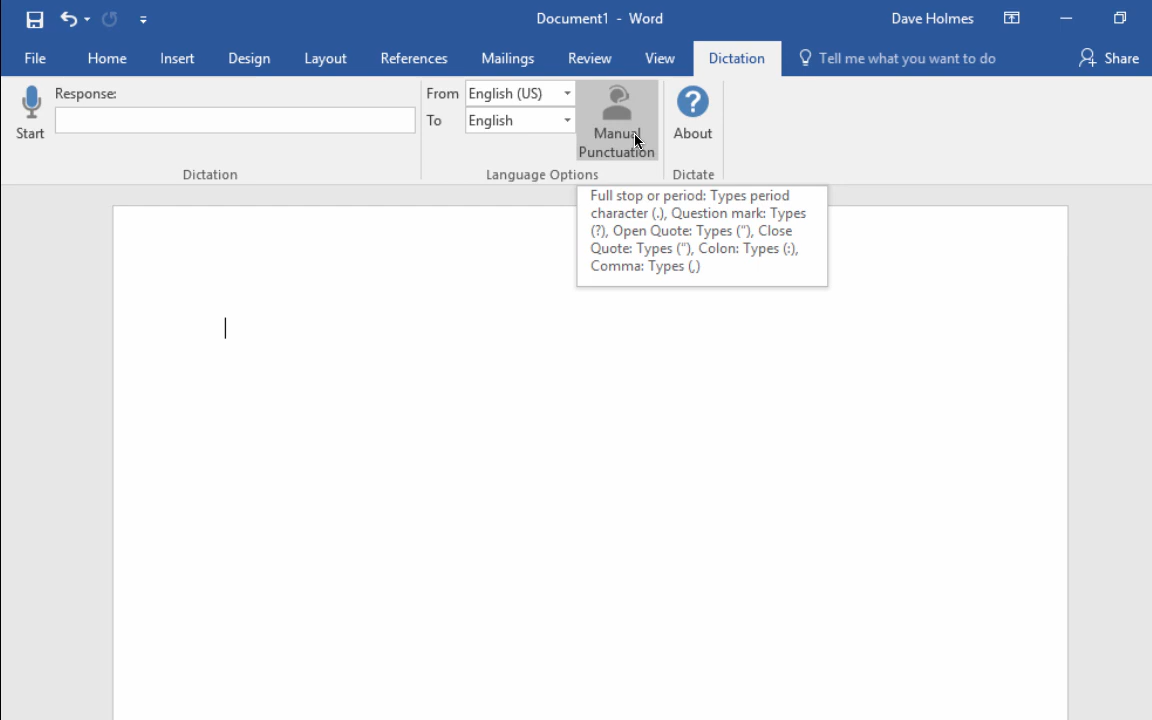 Document1 - Word
Dave Holmes
File Home Insert Design Layout References Mailings Review View Dictation Tell me what you want to do Share
Response:
From English (US)
To English
Start
Manual
Punctuation
About
Dictation
Language Options
Dictate
Full stop or period: Types period
character (.), Question mark: Types
(?), Open Quote: Types ("), Close
Quote: Types ("), Colon: Types (:),
Comma: Types (,)